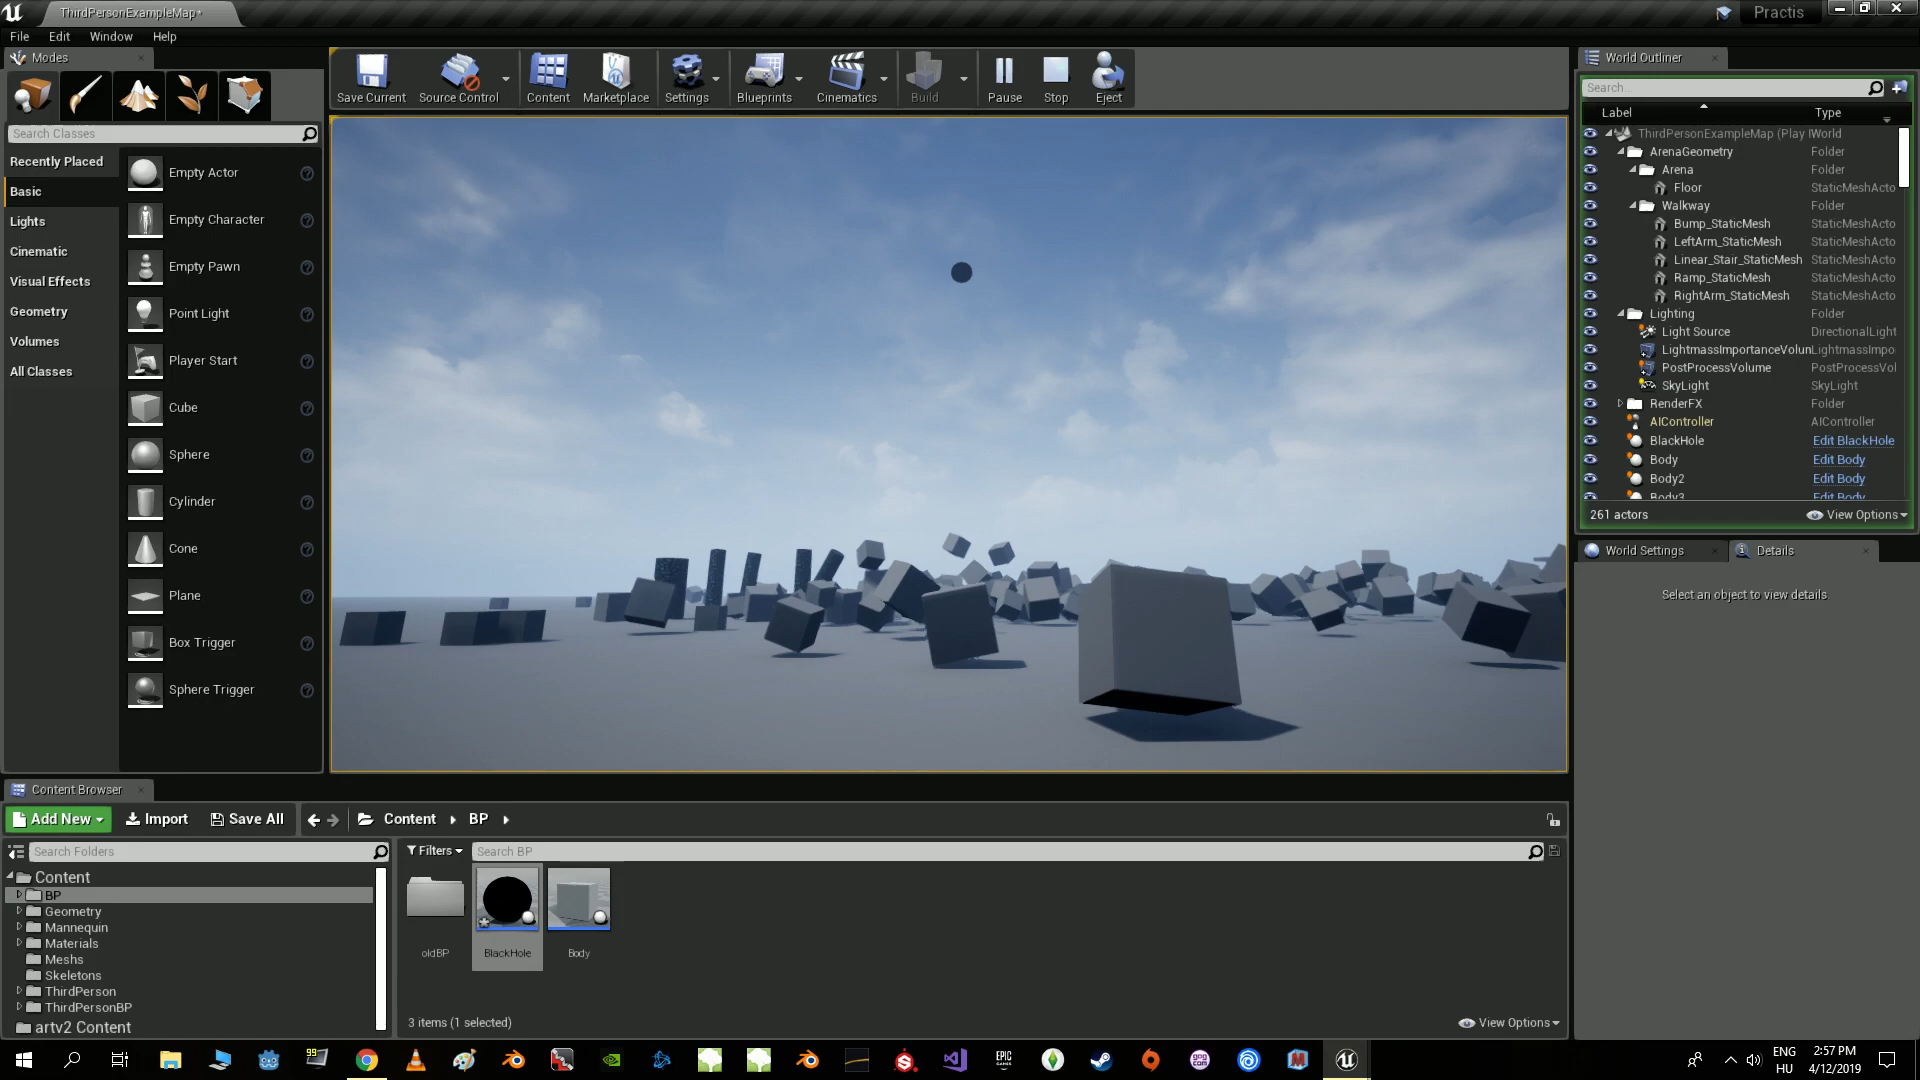 ThirdPersonExampleMap*
Practis
File Edit Window Help
Modes
Search Classes
Recently Placed
Basic
Lights
Cinematic
Visual Effects
Geometry
Volumes
All Classes
Empty Actor
Empty Character
Empty Pawn
Point Light
Player Start
Cube
Sphere
Cylinder
Cone
Plane
Box Trigger
Sphere Trigger
Save Current
Source Control
Content
Marketplace
Settings
Blueprints
Cinematics
Build
Pause
Stop
Eject
World Outliner
Search...
Label Type
ThirdPersonExampleMap (Play I World
ArenaGeometry Folder
Arena Folder
Floor StaticMeshActo
Walkway Folder
Bump_StaticMesh StaticMeshActo
LeftArm_StaticMesh StaticMeshActo
Linear_Stair_StaticMesh StaticMeshActo
Ramp_StaticMesh StaticMeshActo
RightArm_StaticMesh StaticMeshActo
Lighting Folder
Light Source DirectionalLight
LightmassImportanceVolun LightmassImpo
PostProcessVolume PostProcessVol
SkyLight SkyLight
RenderFX Folder
AIController AIController
BlackHole Edit BlackHole
Body Edit Body
Body2 Edit Body
Body3 Edit Body
261 actors View Options
World Settings Details
Select an object to view details.
Content Browser
Add New Import Save All Content BP
Search Folders
Content
BP
Geometry
Mannequin
Materials
Meshs
Skeletons
ThirdPerson
ThirdPersonBP
artv2 Content
Filters Search BP
oldBP BlackHole Body
3 items (1 selected) View Options
99
EPIC
GAMES
gog
com
ENG
HU
2:57 PM
4/12/2019